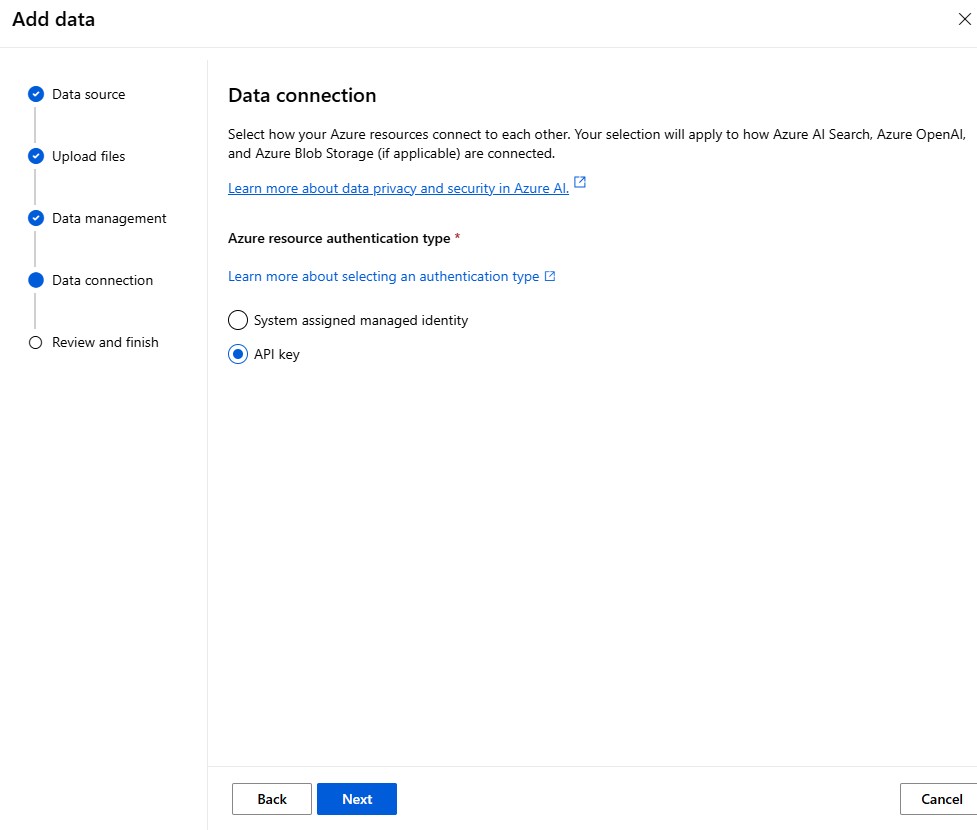 Add data
Data source
Upload files
Data management
Data connection
Review and finish
Data connection
Select how your Azure resources connect to each other. Your selection will apply to how Azure AI Search, Azure OpenAI,
and Azure Blob Storage (if applicable) are connected.
Learn more about data privacy and security in Azure AI.
Azure resource authentication type *
Learn more about selecting an authentication type
System assigned managed identity
API key
Back
Next
Cancel